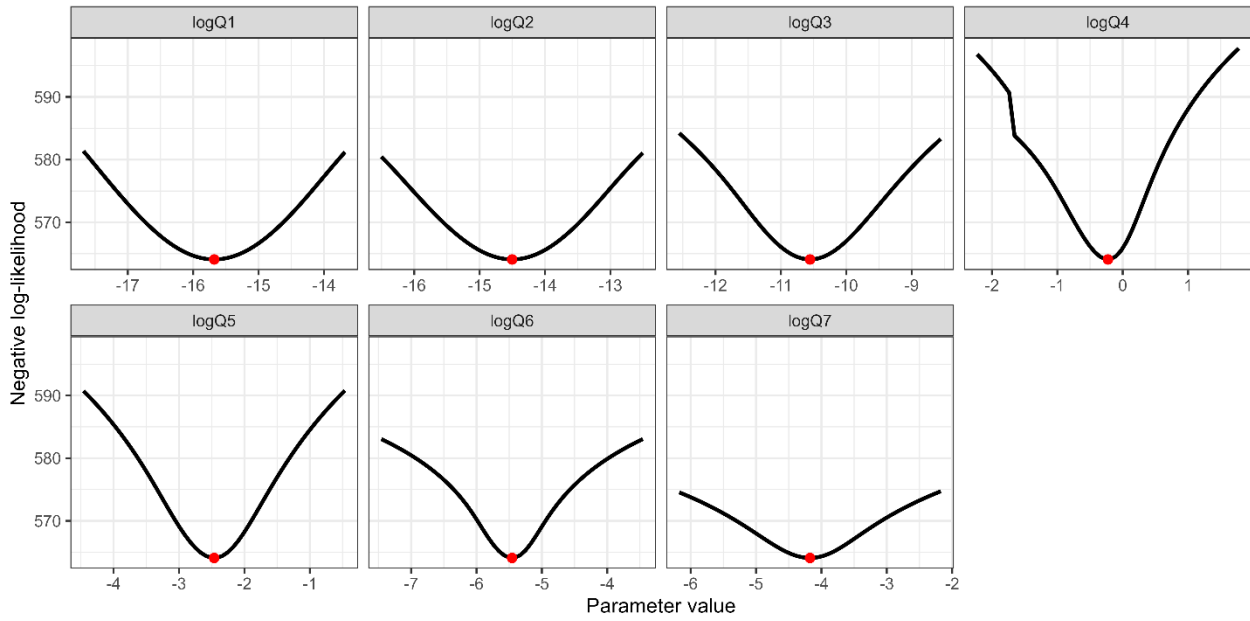 logQ1 logQ2 logQ3 logQ4
590
580
570
-17 -16 -15 -14 -16 -15 -14 -13 -12 -11 -10 -9 -2 -1 0 1
logQ5 logQ6 logQ7
590
580
570
-4 -3 -2 -1 -7 -6 -5 -4 -6 -5 -4 -3 -2
Negative log-likelihood
Parameter value